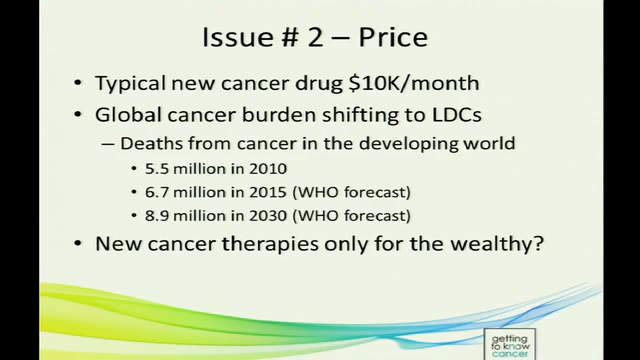 Issue # 2 – Price
• Typical new cancer drug $10K/month
• Global cancer burden shifting to LDCs
– Deaths from cancer in the developing world
• 5.5 million in 2010
• 6.7 million in 2015 (WHO forecast)
• 8.9 million in 2030 (WHO forecast)
• New cancer therapies only for the wealthy?
getting
to know
cancer